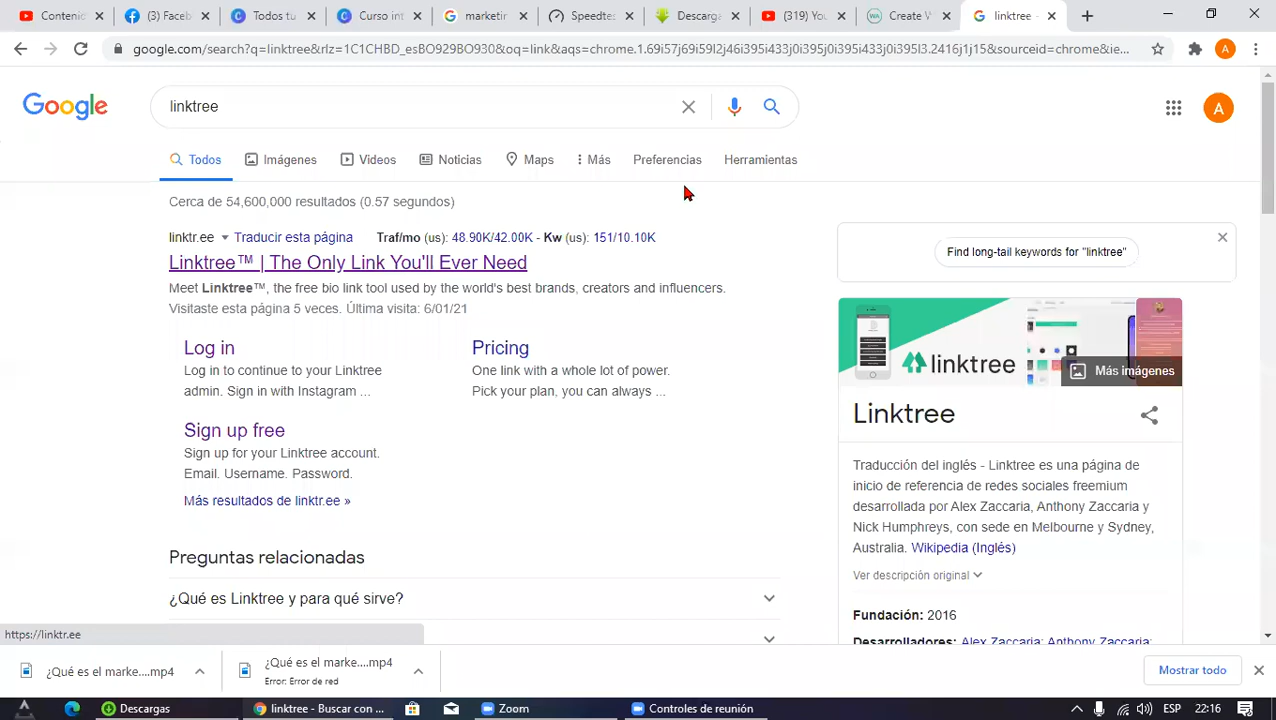 Contenid
(3) Faceb
Todos tu
Curso int
marketin
Speedtes
Descarga
(319) You
Create W
linktree -
google.com/search?q=linktree&rlz=1C1CHBD_esBO929BO930&oq=link&aqs=chrome.1.69i57j69i59l2j46i395i433j0i395j0i395i433j0i395l3.2416j1j15&sourceid=chrome&ie...
A
Google
linktree
A
Todos
Imágenes
Videos
Noticias
Maps
Más
Preferencias
Herramientas
Cerca de 54,600,000 resultados (0.57 segundos)
linktr.ee Traducir esta página Traf/mo (us): 48.90K/42.00K - Kw (us): 151/10.10K
Linktree™ | The Only Link You'll Ever Need
Meet Linktree™, the free bio link tool used by the world's best brands, creators and influencers.
Visitaste esta página 5 veces. Última visita: 6/01/21
Log in
Log in to continue to your Linktree
admin. Sign in with Instagram ...
Pricing
One link with a whole lot of power.
Pick your plan, you can always ...
Sign up free
Sign up for your Linktree account.
Email. Username. Password.
Más resultados de linktr.ee »
Preguntas relacionadas
¿Qué es Linktree y para qué sirve?
Find long-tail keywords for "linktree"
linktree
Más imágenes
Linktree
Traducción del inglés - Linktree es una página de
inicio de referencia de redes sociales freemium
desarrollada por Alex Zaccaria, Anthony Zaccaria y
Nick Humphreys, con sede en Melbourne y Sydney,
Australia. Wikipedia (Inglés)
Ver descripción original
Fundación: 2016
Desarrolladores: Alex Zaccaria; Anthony Zaccaria;
https://linktr.ee
¿Qué es el marke....mp4
¿Qué es el marke....mp4
Error: Error de red
Mostrar todo
Descargas
linktree - Buscar con ...
Zoom
Controles de reunión
ESP
22:16